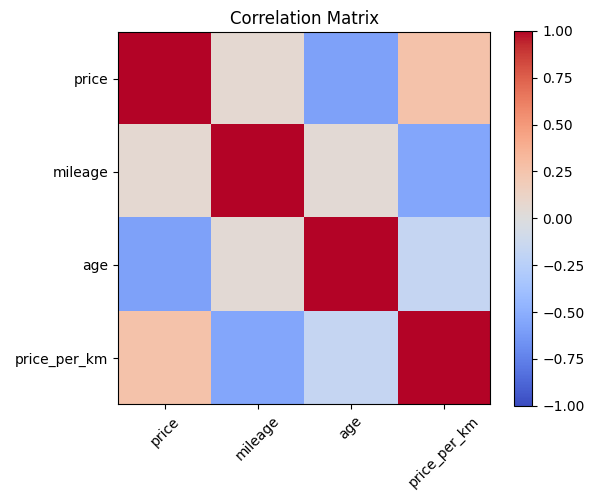 Correlation Matrix
price
mileage
age
price_per_km
price
mileage
age
price_per_km
1.00
0.75
0.50
0.25
0.00
−0.25
−0.50
−0.75
−1.00